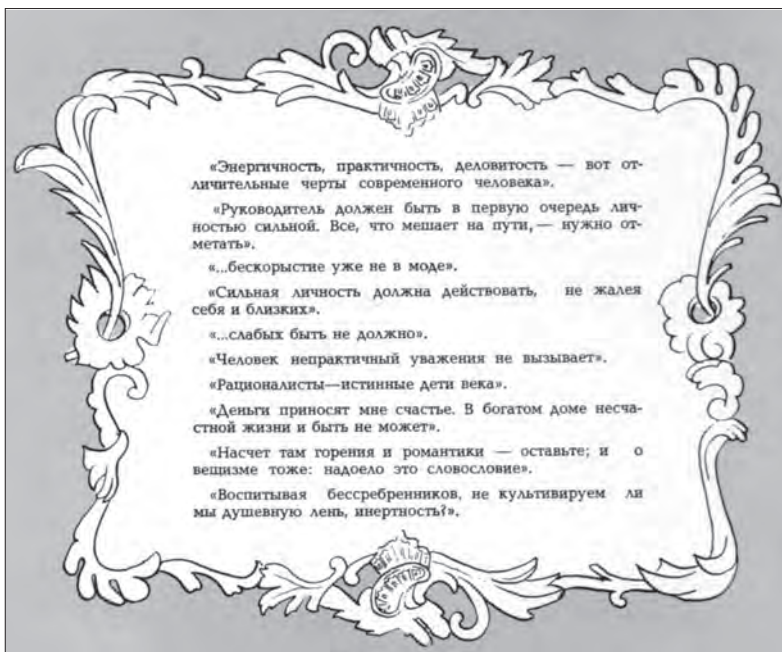 «Энергичность, практичность, деловитость — вот от-
личительные черты современного человека».
«Руководитель должен быть в первую очередь лич-
ностью сильной. Все, что мешает на пути, — нужно от-
метать».
«...бескорыстие уже не в моде».
«Сильная личность должна действовать, не жалея
себя и близких».
«...слабых быть не должно».
«Человек непрактичный уважения не вызывает».
«Рационалисты—истинные дети века».
«Деньги приносят мне счастье. В богатом доме несча-
стной жизни и быть не может».
«Насчет там горения и романтики — оставьте; и о
вещизме тоже: надоело это словословие».
«Воспитывая бессребренников, не культивируем ли
мы душевную лень, инертность?».